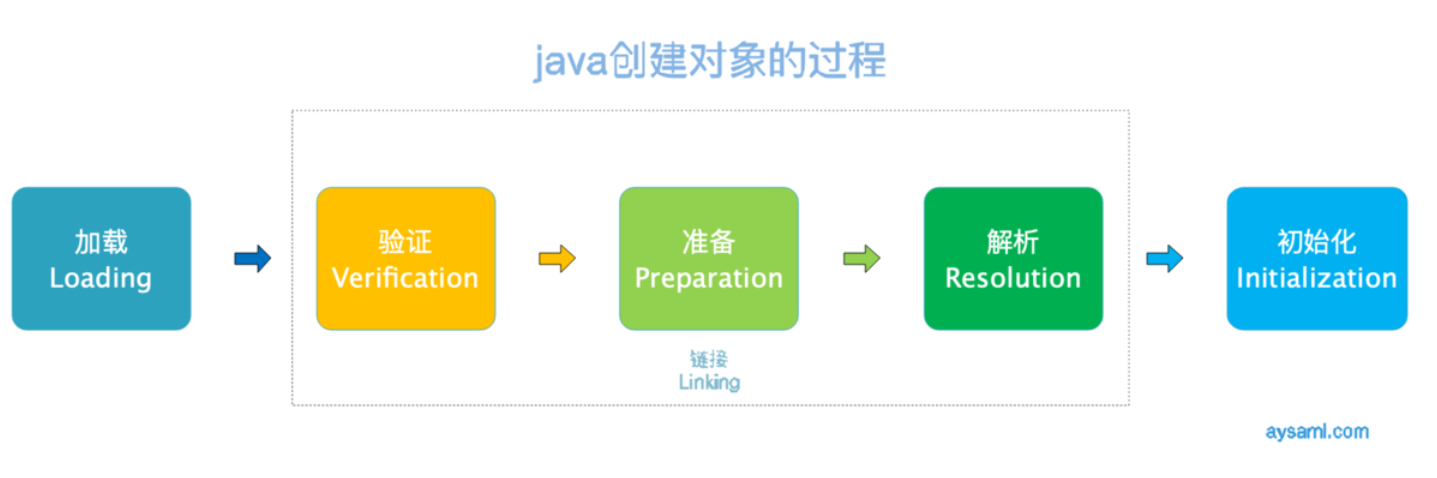 java创建对象的过程
加载
Loading
验证
Verification
准备
Preparation
解析
Resolution
初始化
Initialization
链接
Linking
aysaml.com